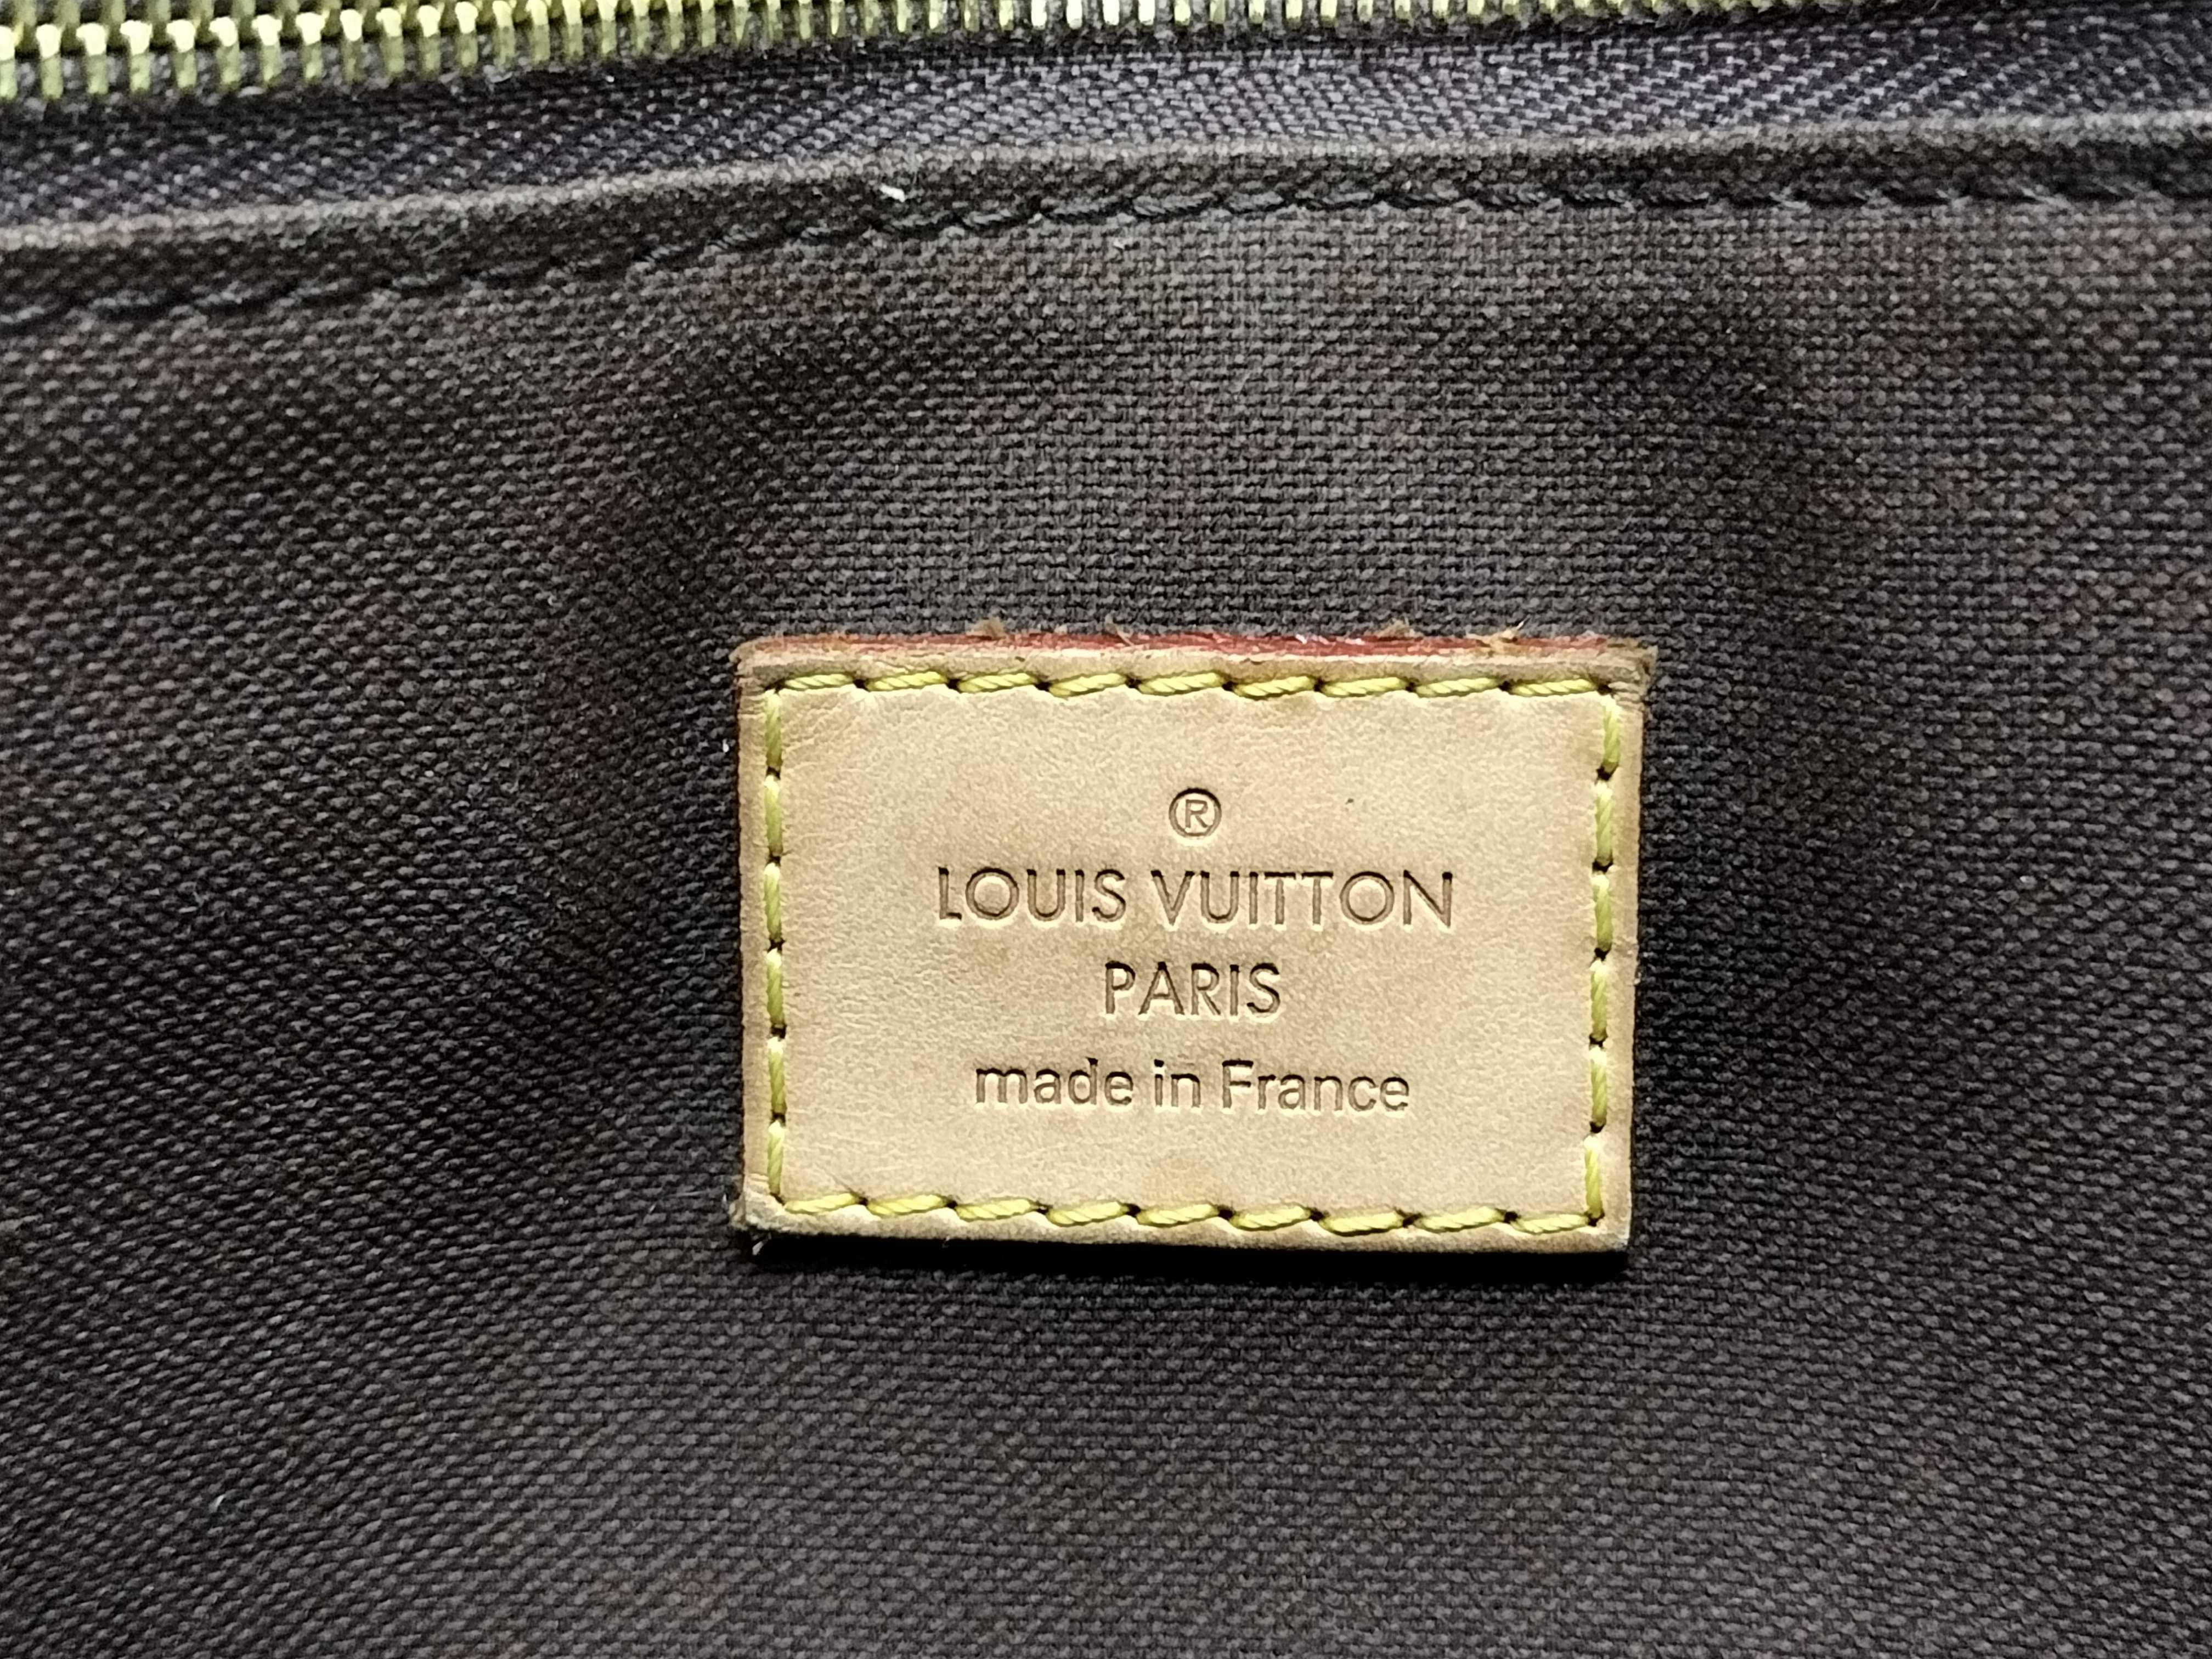 ®
LOUIS VUITTON
PARIS
made in France